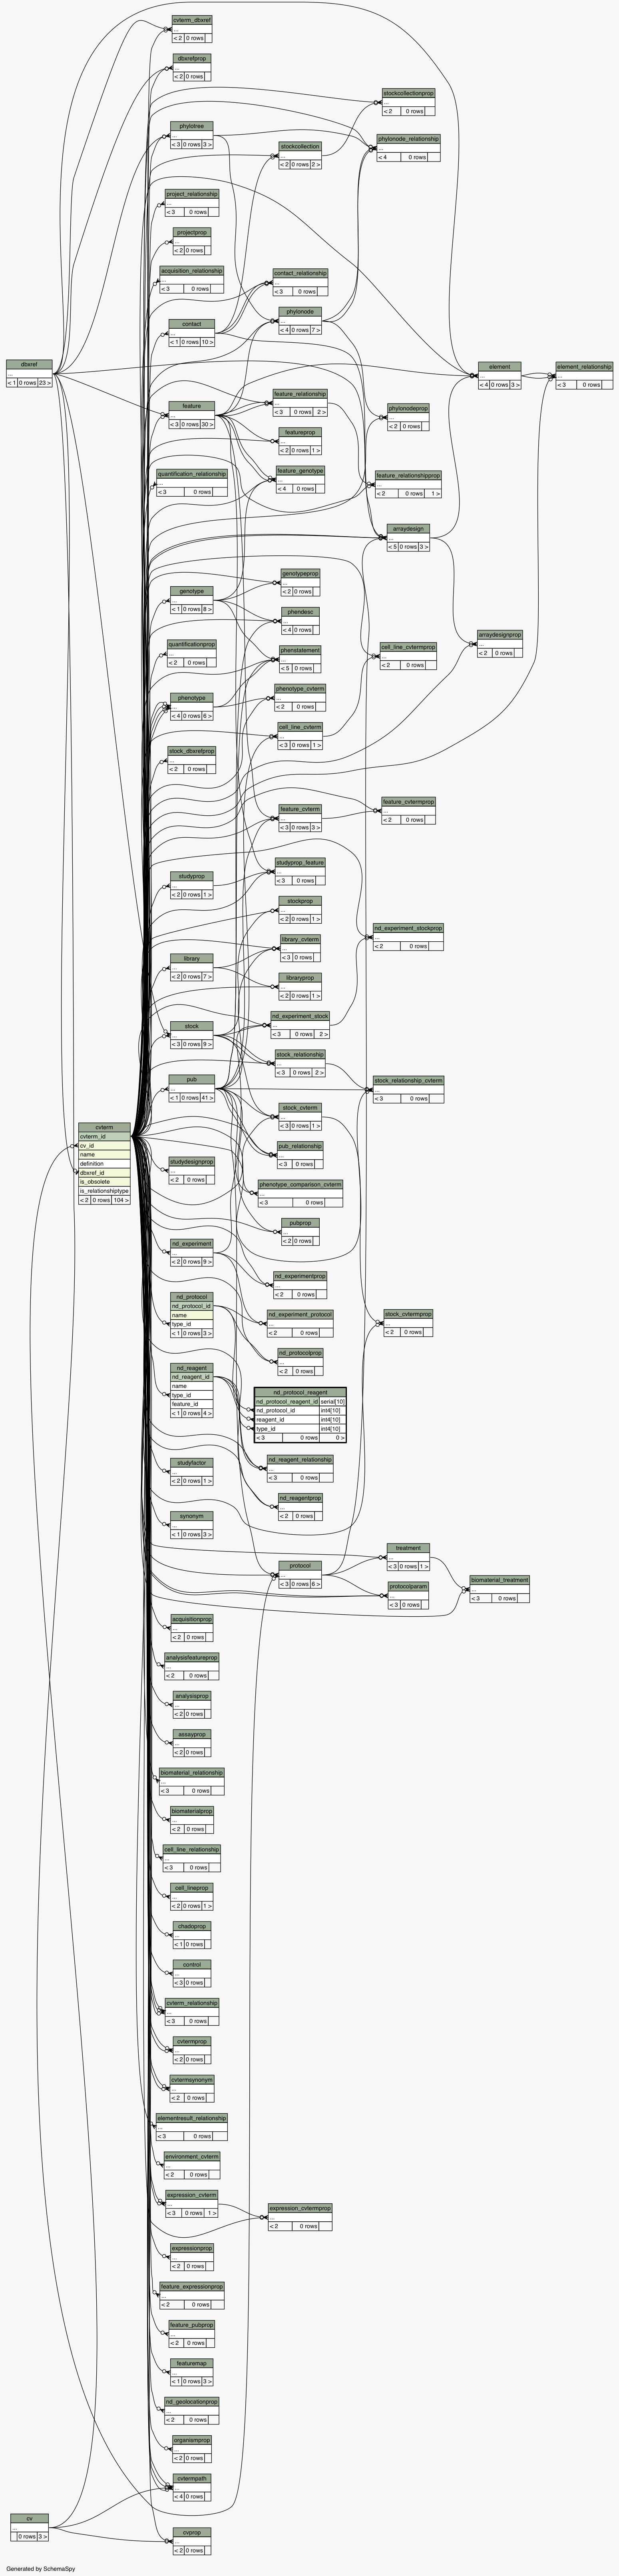 dbxref
...
< 1 0 rows 23 >
cvterm
cvterm_id
cv_id
name
definition
dbxref_id
is_obsolete
is_relationshiptype
< 2 0 rows 104 >
cv
...
0 rows 3 >
cvterm_dbxref
...
< 2 0 rows
dbxrefprop
...
< 2 0 rows
phylotree
...
< 3 0 rows 3 >
project_relationship
...
< 3 0 rows
projectprop
...
< 2 0 rows
acquisition_relationship
...
< 3 0 rows
contact
...
< 1 0 rows 10 >
feature
...
< 3 0 rows 30 >
quantification_relationship
...
< 3 0 rows
genotype
...
< 1 0 rows 8 >
quantificationprop
...
< 2 0 rows
phenotype
...
< 4 0 rows 6 >
stock_dbxrefprop
...
< 2 0 rows
studyprop
...
< 2 0 rows 1 >
library
...
< 2 0 rows 7 >
stock
...
< 3 0 rows 9 >
pub
...
< 1 0 rows 41 >
studydesignprop
...
< 2 0 rows
nd_experiment
...
< 2 0 rows 9 >
nd_protocol
nd_protocol_id
name
type_id
< 1 0 rows 3 >
nd_reagent
nd_reagent_id
name
type_id
feature_id
< 1 0 rows 4 >
studyfactor
...
< 2 0 rows 1 >
synonym
...
< 1 0 rows 3 >
acquisitionprop
...
< 2 0 rows
analysisfeatureprop
...
< 2 0 rows
analysisprop
...
< 2 0 rows
assayprop
...
< 2 0 rows
biomaterial_relationship
...
< 3 0 rows
biomaterialprop
...
< 2 0 rows
cell_line_relationship
...
< 3 0 rows
cell_lineprop
...
< 2 0 rows 1 >
chadoprop
...
< 1 0 rows
control
...
< 3 0 rows
cvterm_relationship
...
< 3 0 rows
cvtermprop
...
< 2 0 rows
cvtermsynonym
...
< 2 0 rows
elementresult_relationship
...
< 3 0 rows
environment_cvterm
...
< 2 0 rows
expression_cvterm
...
< 3 0 rows 1 >
expressionprop
...
< 2 0 rows
feature_expressionprop
...
< 2 0 rows
feature_pubprop
...
< 2 0 rows
featuremap
...
< 1 0 rows 3 >
nd_geolocationprop
...
< 2 0 rows
organismprop
...
< 2 0 rows
cvtermpath
...
< 4 0 rows
cvprop
...
< 2 0 rows
stockcollection
...
< 2 0 rows 2 >
contact_relationship
...
< 3 0 rows
phylonode
...
< 4 0 rows 7 >
feature_relationship
...
< 3 0 rows 2 >
featureprop
...
< 2 0 rows 1 >
feature_genotype
...
< 4 0 rows
genotypeprop
...
< 2 0 rows
phendesc
...
< 4 0 rows
phenstatement
...
< 5 0 rows
phenotype_cvterm
...
< 2 0 rows
cell_line_cvterm
...
< 3 0 rows 1 >
feature_cvterm
...
< 3 0 rows 3 >
studyprop_feature
...
< 3 0 rows
stockprop
...
< 2 0 rows 1 >
library_cvterm
...
< 3 0 rows
libraryprop
...
< 2 0 rows 1 >
nd_experiment_stock
...
< 3 0 rows 2 >
stock_relationship
...
< 3 0 rows 2 >
stock_cvterm
...
< 3 0 rows 1 >
pub_relationship
...
< 3 0 rows
phenotype_comparison_cvterm
...
< 3 0 rows
pubprop
...
< 2 0 rows
nd_experimentprop
...
< 2 0 rows
nd_experiment_protocol
...
< 2 0 rows
nd_protocolprop
...
< 2 0 rows
nd_protocol_reagent
nd_protocol_reagent_id serial[10]
nd_protocol_id int4[10]
reagent_id int4[10]
type_id int4[10]
< 3 0 rows 0 >
nd_reagent_relationship
...
< 3 0 rows
nd_reagentprop
...
< 2 0 rows
protocol
...
< 3 0 rows 6 >
expression_cvtermprop
...
< 2 0 rows
stockcollectionprop
...
< 2 0 rows
phylonode_relationship
...
< 4 0 rows
phylonodeprop
...
< 2 0 rows
feature_relationshipprop
...
< 2 0 rows 1 >
arraydesign
...
< 5 0 rows 3 >
cell_line_cvtermprop
...
< 2 0 rows
feature_cvtermprop
...
< 2 0 rows
nd_experiment_stockprop
...
< 2 0 rows
stock_relationship_cvterm
...
< 3 0 rows
stock_cvtermprop
...
< 2 0 rows
treatment
...
< 3 0 rows 1 >
protocolparam
...
< 3 0 rows
element
...
< 4 0 rows 3 >
arraydesignprop
...
< 2 0 rows
biomaterial_treatment
...
< 3 0 rows
element_relationship
...
< 3 0 rows
Generated by SchemaSpy